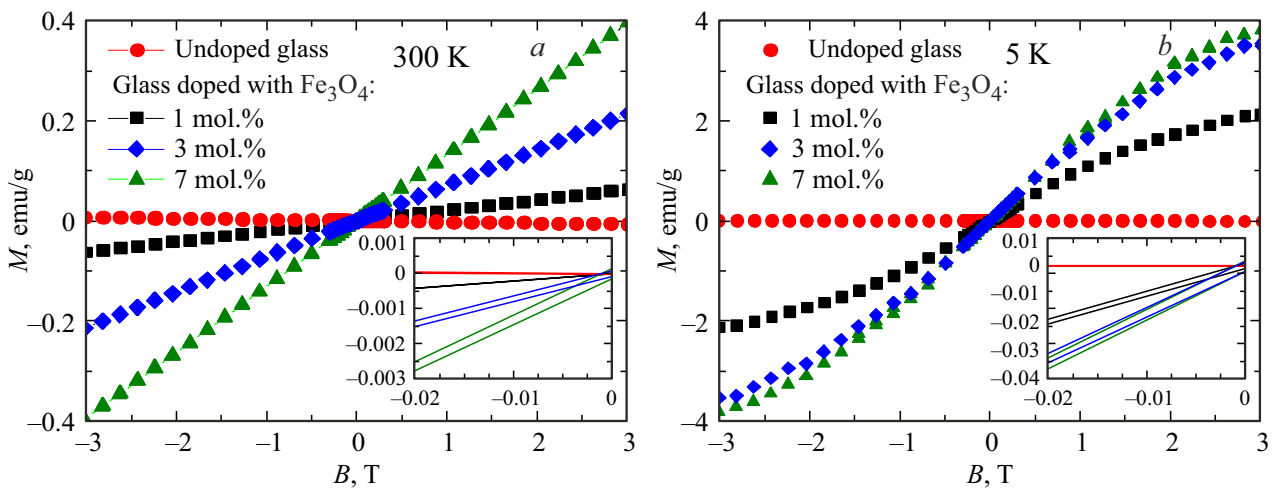 0.4
0.2
0
–0.2
–0.4
M, emu/g
Undoped glass
300 K
a
Glass doped with Fe3O4:
1 mol.%
3 mol.%
7 mol.%
0.001
0
–0.001
–0.002
–0.003
–0.02
–0.01
0
–3
–2
–1
0
1
2
3
B, T
4
2
0
–2
–4
M, emu/g
Undoped glass
5 K
b
Glass doped with Fe3O4:
1 mol.%
3 mol.%
7 mol.%
0.01
0
–0.01
–0.02
–0.03
–0.04
–0.02
–0.01
0
–3
–2
–1
0
1
2
3
B, T